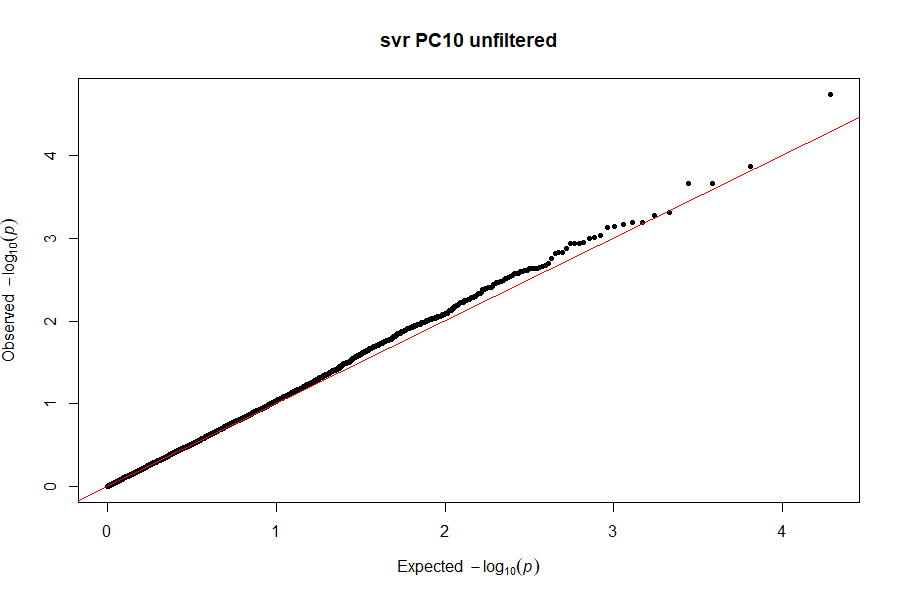 svr PC10 unfiltered
Observed −log₁₀(p)
4
3
2
1
0
0 1 2 3 4
Expected −log₁₀(p)